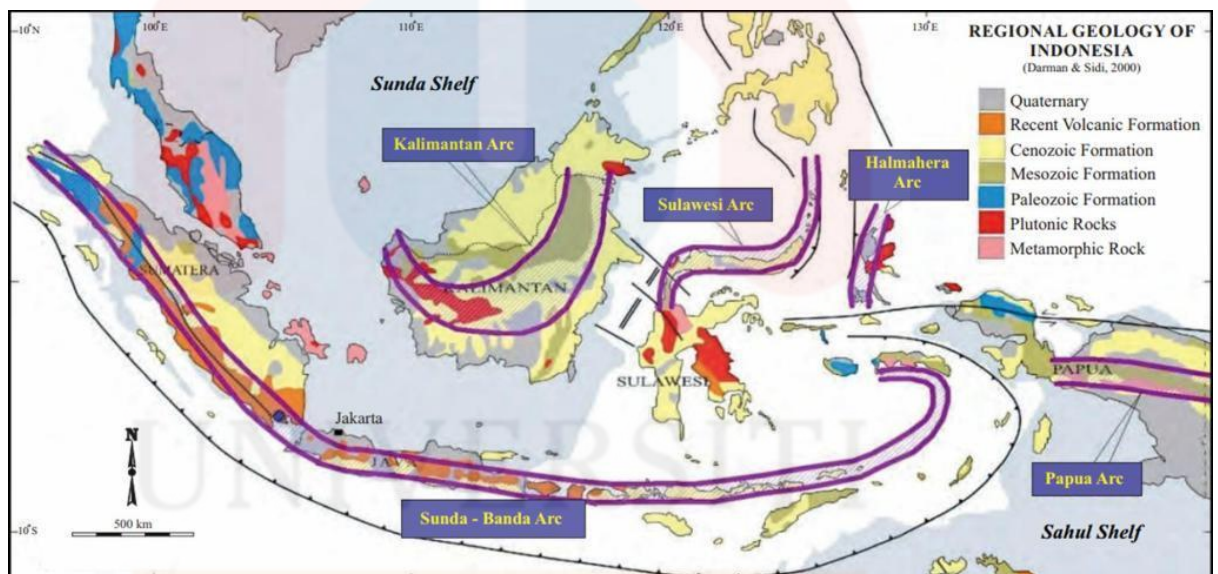 100°E
110°E
120°E
130°E
10°N
REGIONAL GEOLOGY OF
INDONESIA
(Darman & Sidi, 2000)
Quaternary
Recent Volcanic Formation
Cenozoic Formation
Mesozoic Formation
Paleozoic Formation
Plutonic Rocks
Metamorphic Rock
Sunda Shelf
Kalimantan Arc
Halmahera
Arc
Sulawesi Arc
SUMATERA
KALIMANTAN
SULAWESI
PAPUA
Jakarta
JAVA
UNIVERSITI
N
Papua Arc
Sunda - Banda Arc
10°S
500 km
Sahul Shelf